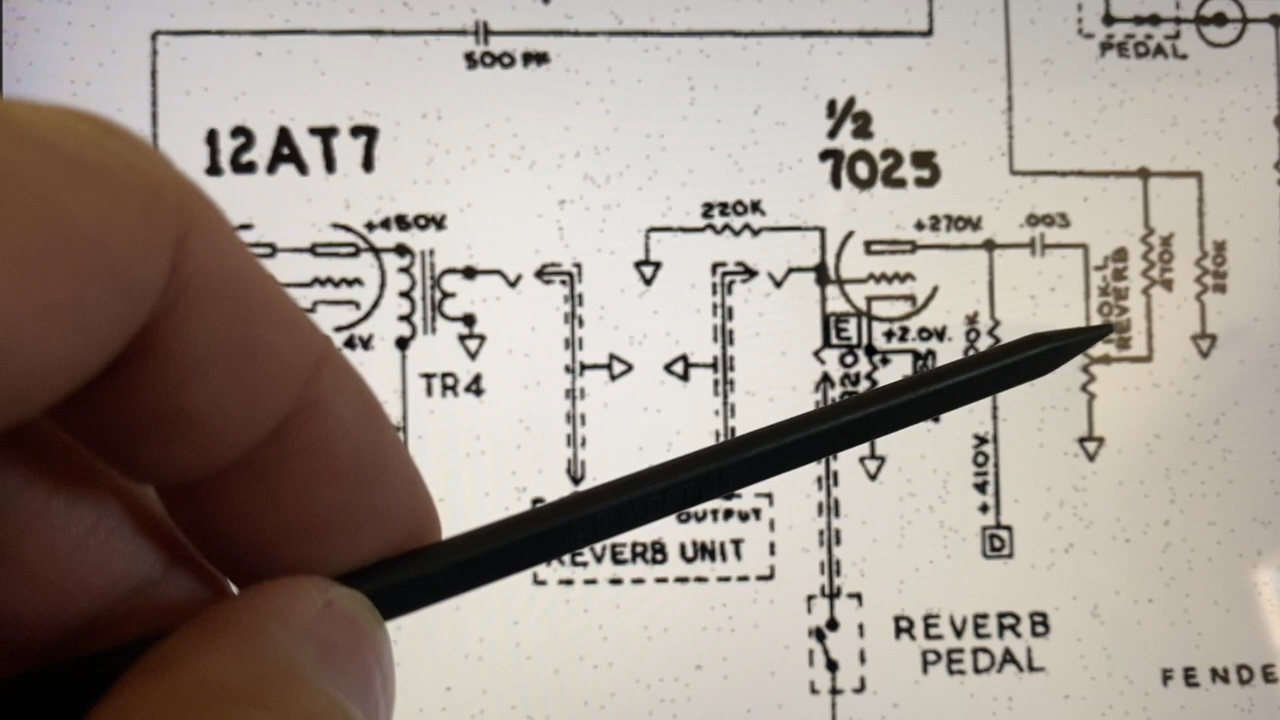 PEDAL
500
12AT7
1/2
7025
+450V.
220K
+270V.
.003
REVERB
470K
220K
4V.
E
+2.0V.
TR4
+410V.
OUTPUT
REVERB UNIT
D
REVERB
PEDAL
FENDE